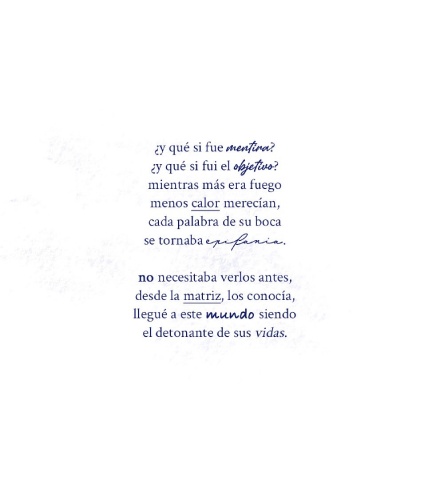 ¿y qué si fue mentira?
¿y qué si fui el objetivo?
mientras más era fuego
menos calor merecían,
cada palabra de su boca
se tornaba epifanía.
no necesitaba verlos antes,
desde la matriz, los conocía,
llegué a este mundo siendo
el detonante de sus vidas.